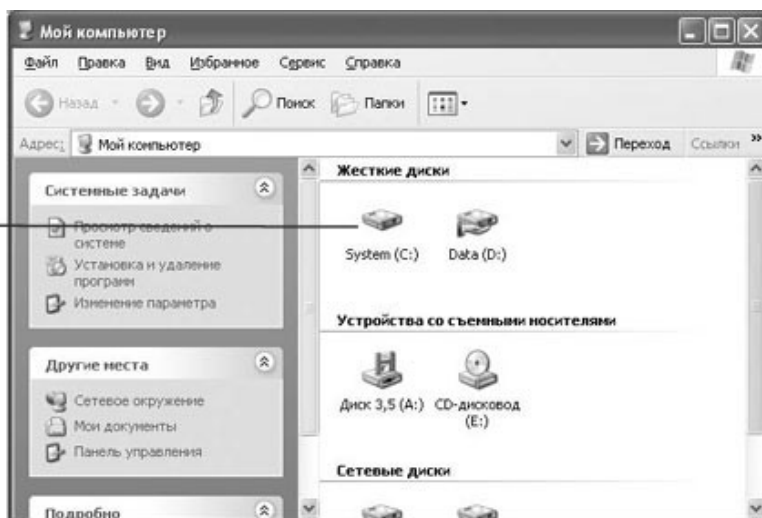 Мой компьютер
Файл Правка Вид Избранное Сервис Справка
Назад Поиск Папки
Адрес: Мой компьютер Переход Ссылки »
Системные задачи
Просмотр сведений о
системе
Установка и удаление
программ
Изменение параметра
Другие места
Сетевое окружение
Мои документы
Панель управления
Подробно
Жесткие диски
System (C:) Data (D:)
Устройства со съемными носителями
Диск 3,5 (A:) CD-дисковод
(E:)
Сетевые диски